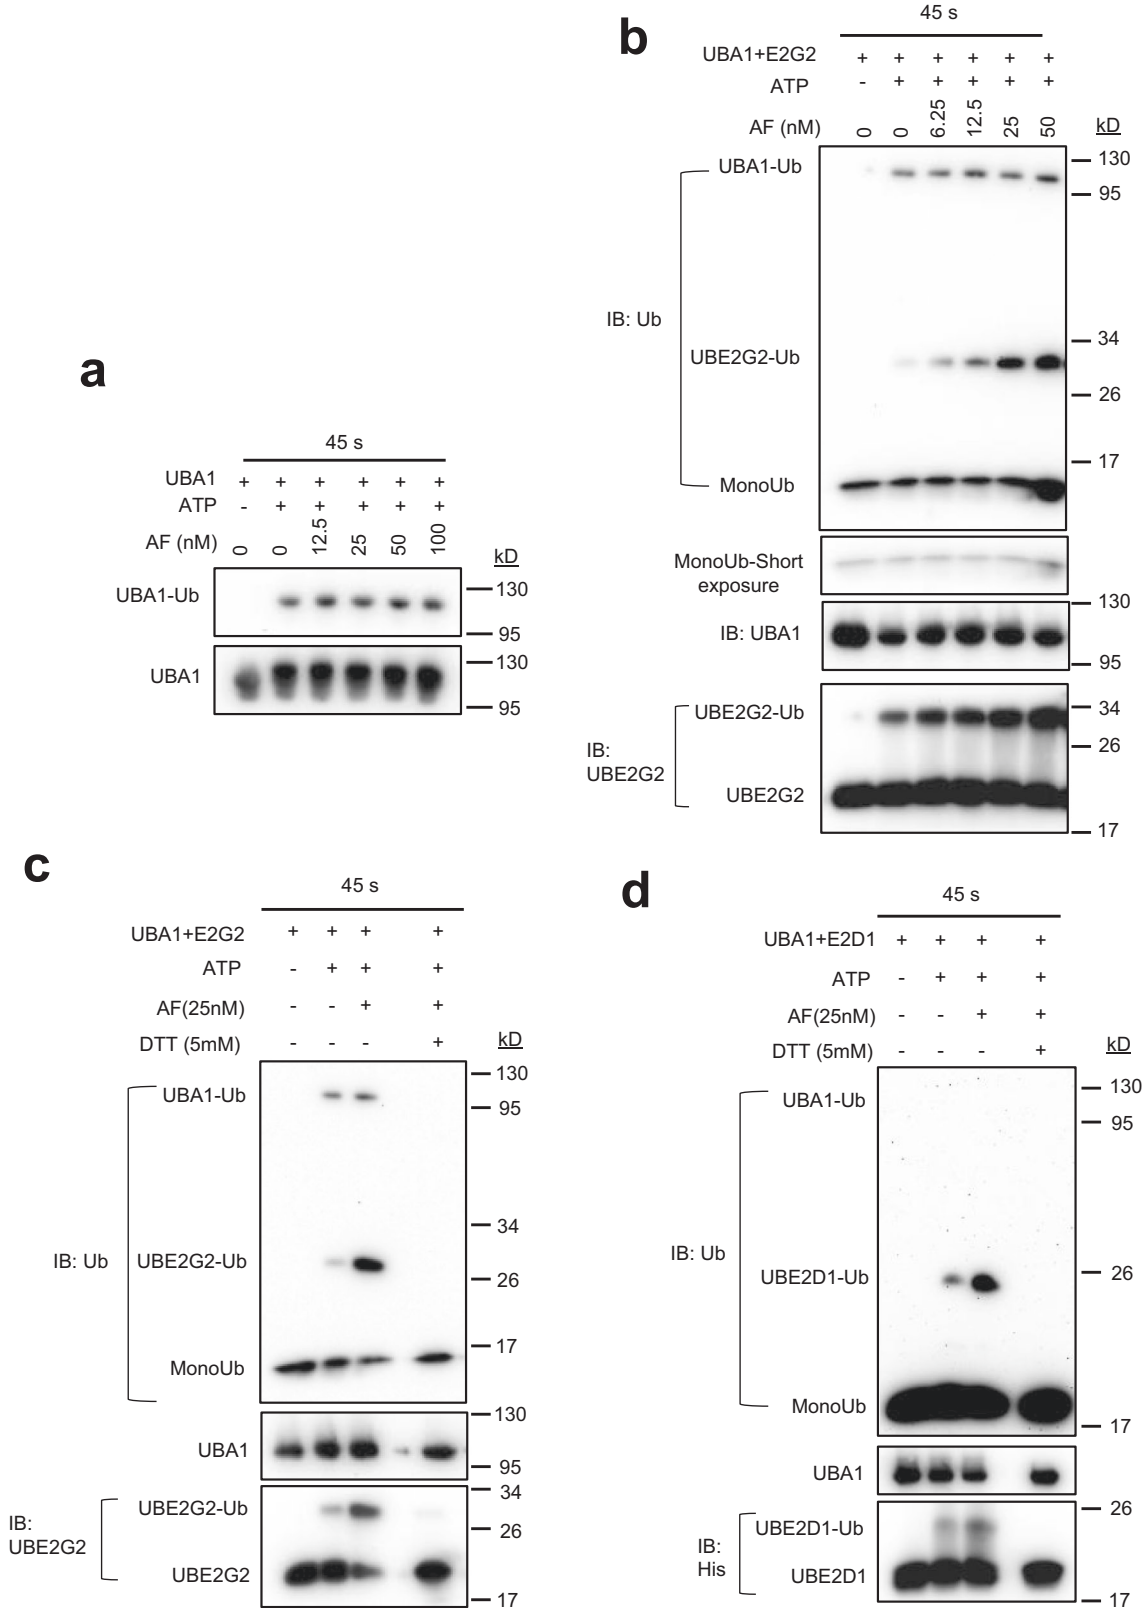 a
45 s
UBA1 + + + + + +
ATP - + + + + +
AF (nM) 0 0 12.5 25 50 100
kD
UBA1-Ub
130
95
UBA1
130
95
b
45 s
UBA1+E2G2 + + + + + +
ATP - + + + + +
AF (nM) 0 0 6.25 12.5 25 50
kD
UBA1-Ub
130
95
IB: Ub
UBE2G2-Ub
34
26
MonoUb
17
MonoUb-Short
exposure
IB: UBA1
130
95
UBE2G2-Ub
34
26
IB:
UBE2G2
UBE2G2
17
c
45 s
UBA1+E2G2 + + + +
ATP - + + +
AF(25nM) - - + +
DTT (5mM) - - - +
kD
UBA1-Ub
130
95
34
IB: Ub
UBE2G2-Ub
26
17
MonoUb
130
UBA1
95
34
UBE2G2-Ub
26
IB:
UBE2G2
UBE2G2
17
d
45 s
UBA1+E2D1 + + + +
ATP - + + +
AF(25nM) - - + +
DTT (5mM) - - - +
kD
UBA1-Ub
130
95
IB: Ub
UBE2D1-Ub
26
MonoUb
17
UBA1
26
UBE2D1-Ub
IB:
His
UBE2D1
17